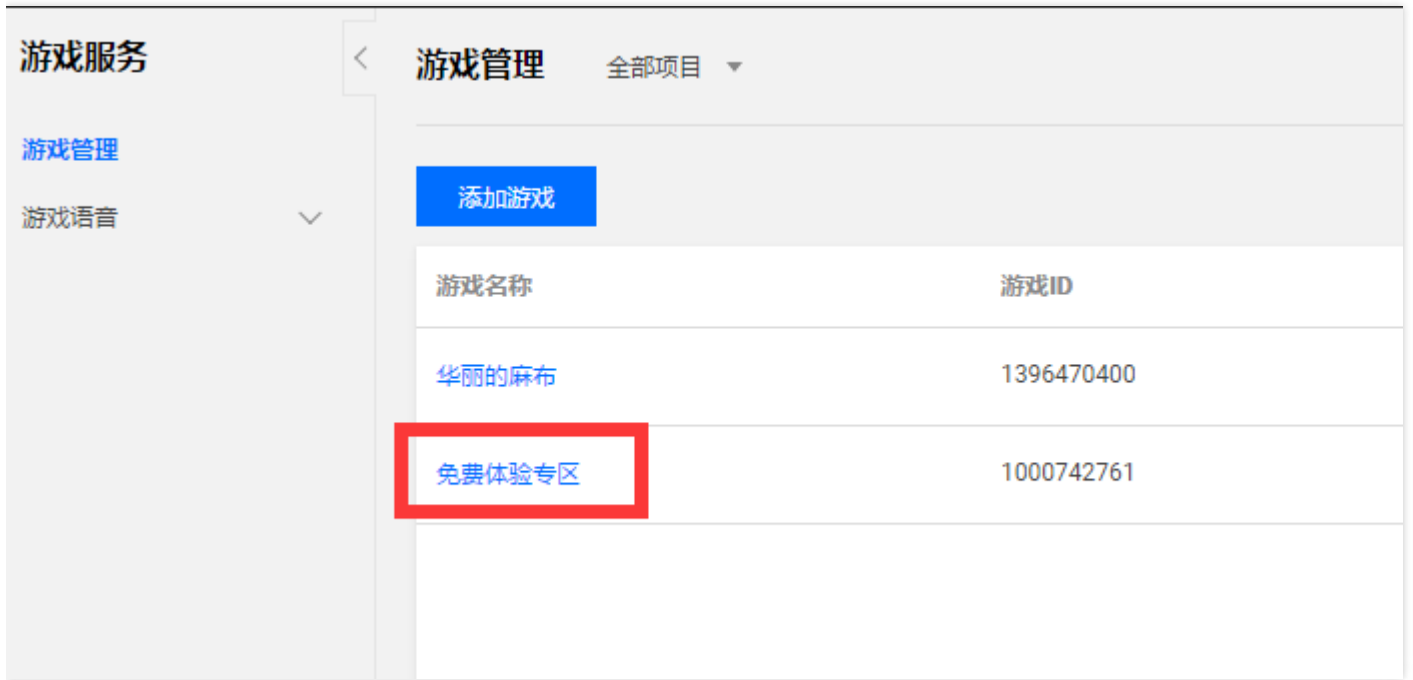 游戏服务
游戏管理
游戏语音
游戏管理 全部项目
添加游戏
游戏名称 游戏ID
华丽的麻布 1396470400
免费体验专区 1000742761